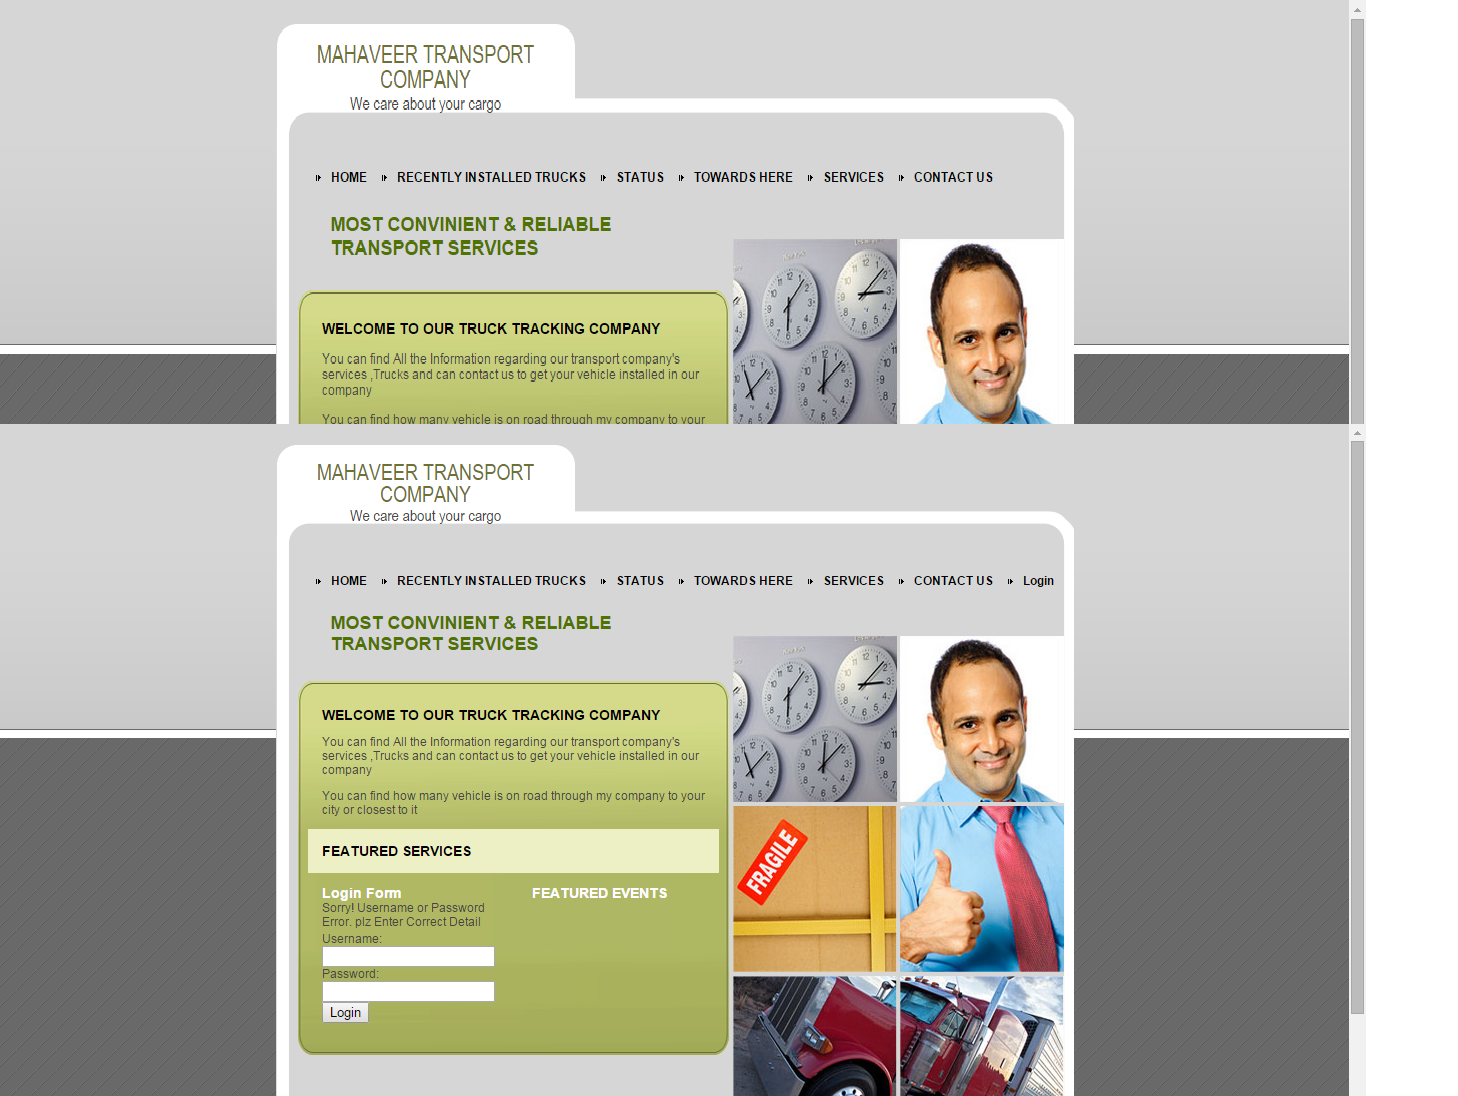 MAHAVEER TRANSPORT
COMPANY
We care about your cargo
HOME RECENTLY INSTALLED TRUCKS STATUS TOWARDS HERE SERVICES CONTACT US
MOST CONVINIENT & RELIABLE
TRANSPORT SERVICES
WELCOME TO OUR TRUCK TRACKING COMPANY
You can find All the Information regarding our transport company's
services ,Trucks and can contact us to get your vehicle installed in our
company
You can find how many vehicle is on road through my company to your
MAHAVEER TRANSPORT
COMPANY
We care about your cargo
HOME RECENTLY INSTALLED TRUCKS STATUS TOWARDS HERE SERVICES CONTACT US Login
MOST CONVINIENT & RELIABLE
TRANSPORT SERVICES
WELCOME TO OUR TRUCK TRACKING COMPANY
You can find All the Information regarding our transport company's
services ,Trucks and can contact us to get your vehicle installed in our
company
You can find how many vehicle is on road through my company to your
city or closest to it
FEATURED SERVICES
Login Form
Sorry! Username or Password
Error. plz Enter Correct Detail
Username:
Password:
Login
FEATURED EVENTS
FRAGILE